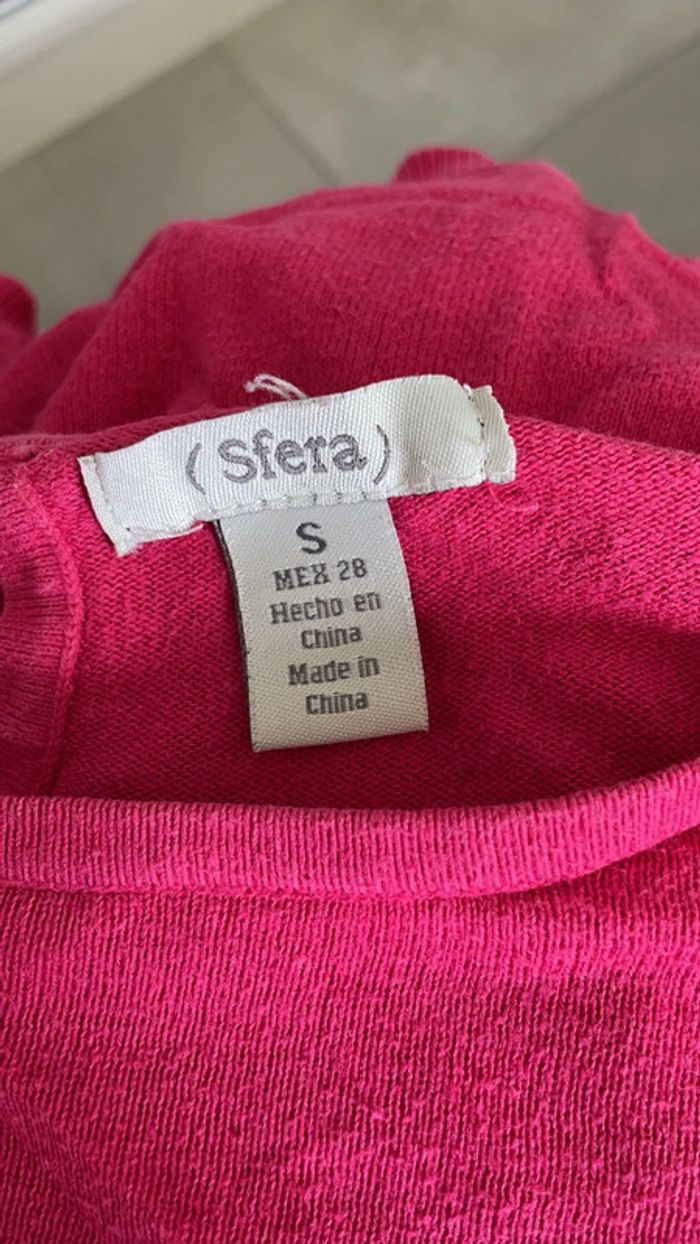 (Sfera)
S
MEX 28
Hecho en
China
Made in
China